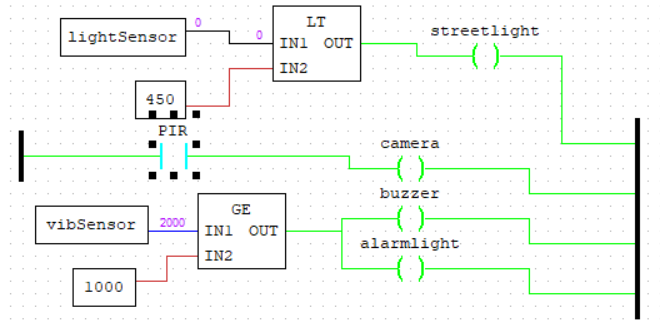 LT
streetlight
0
lightSensor
0
IN1 OUT
IN2
450
PIR
camera
buzzer
GE
2000
vibSensor
IN1 OUT
alarmlight
IN2
1000